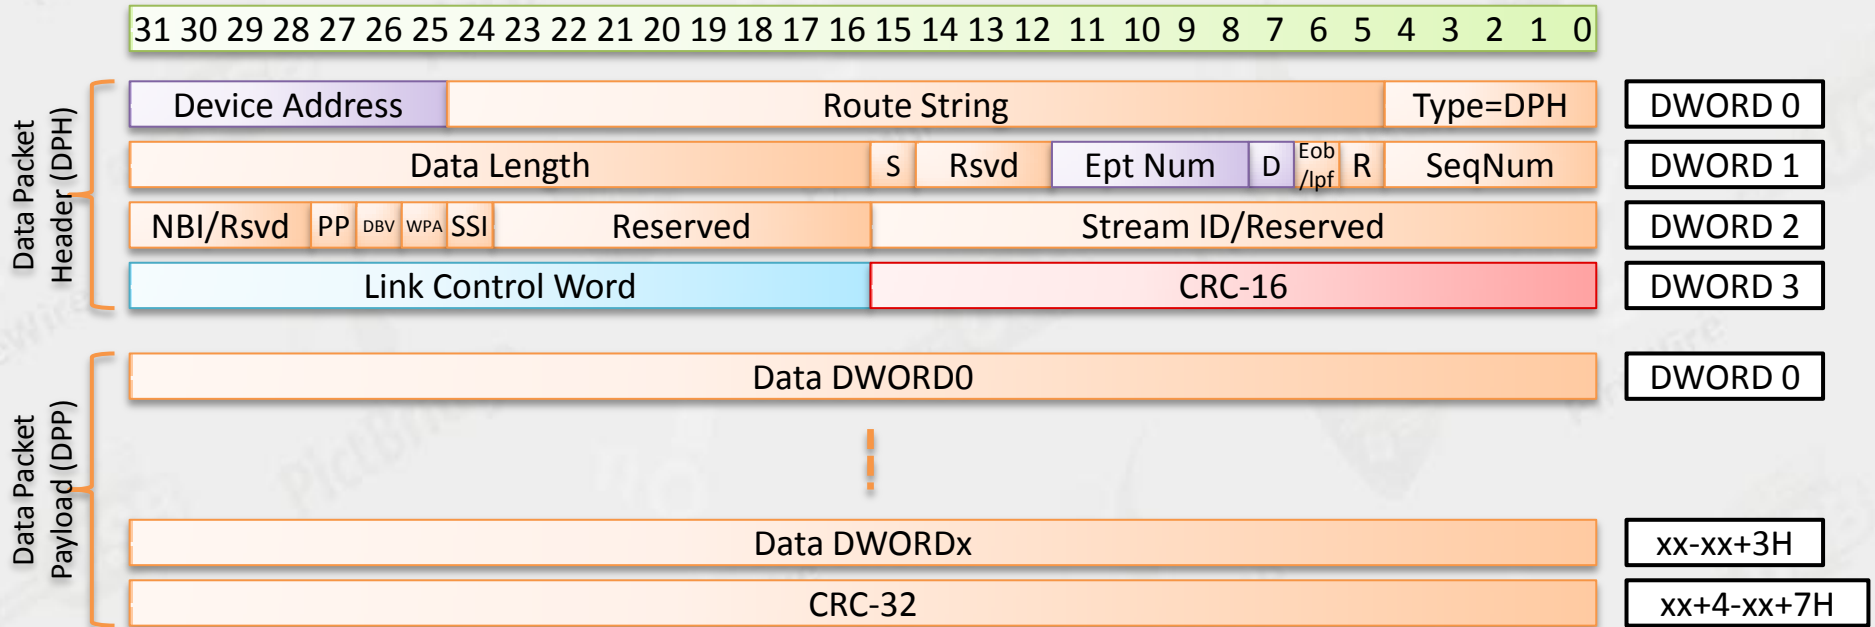 31 30 29 28 27 26 25 24 23 22 21 20 19 18 17 16 15 14 13 12 11 10 9 8 7 6 5 4 3 2 1 0
Data Packet
Header (DPH)
Device Address Route String Type=DPH DWORD 0
Data Length S Rsvd Ept Num D Eob
/Ipf R SeqNum DWORD 1
NBI/Rsvd PP DBV WPA SSI Reserved Stream ID/Reserved DWORD 2
Link Control Word CRC-16 DWORD 3
Data Packet
Payload (DPP)
Data DWORD0 DWORD 0
Data DWORDx xx-xx+3H
CRC-32 xx+4-xx+7H